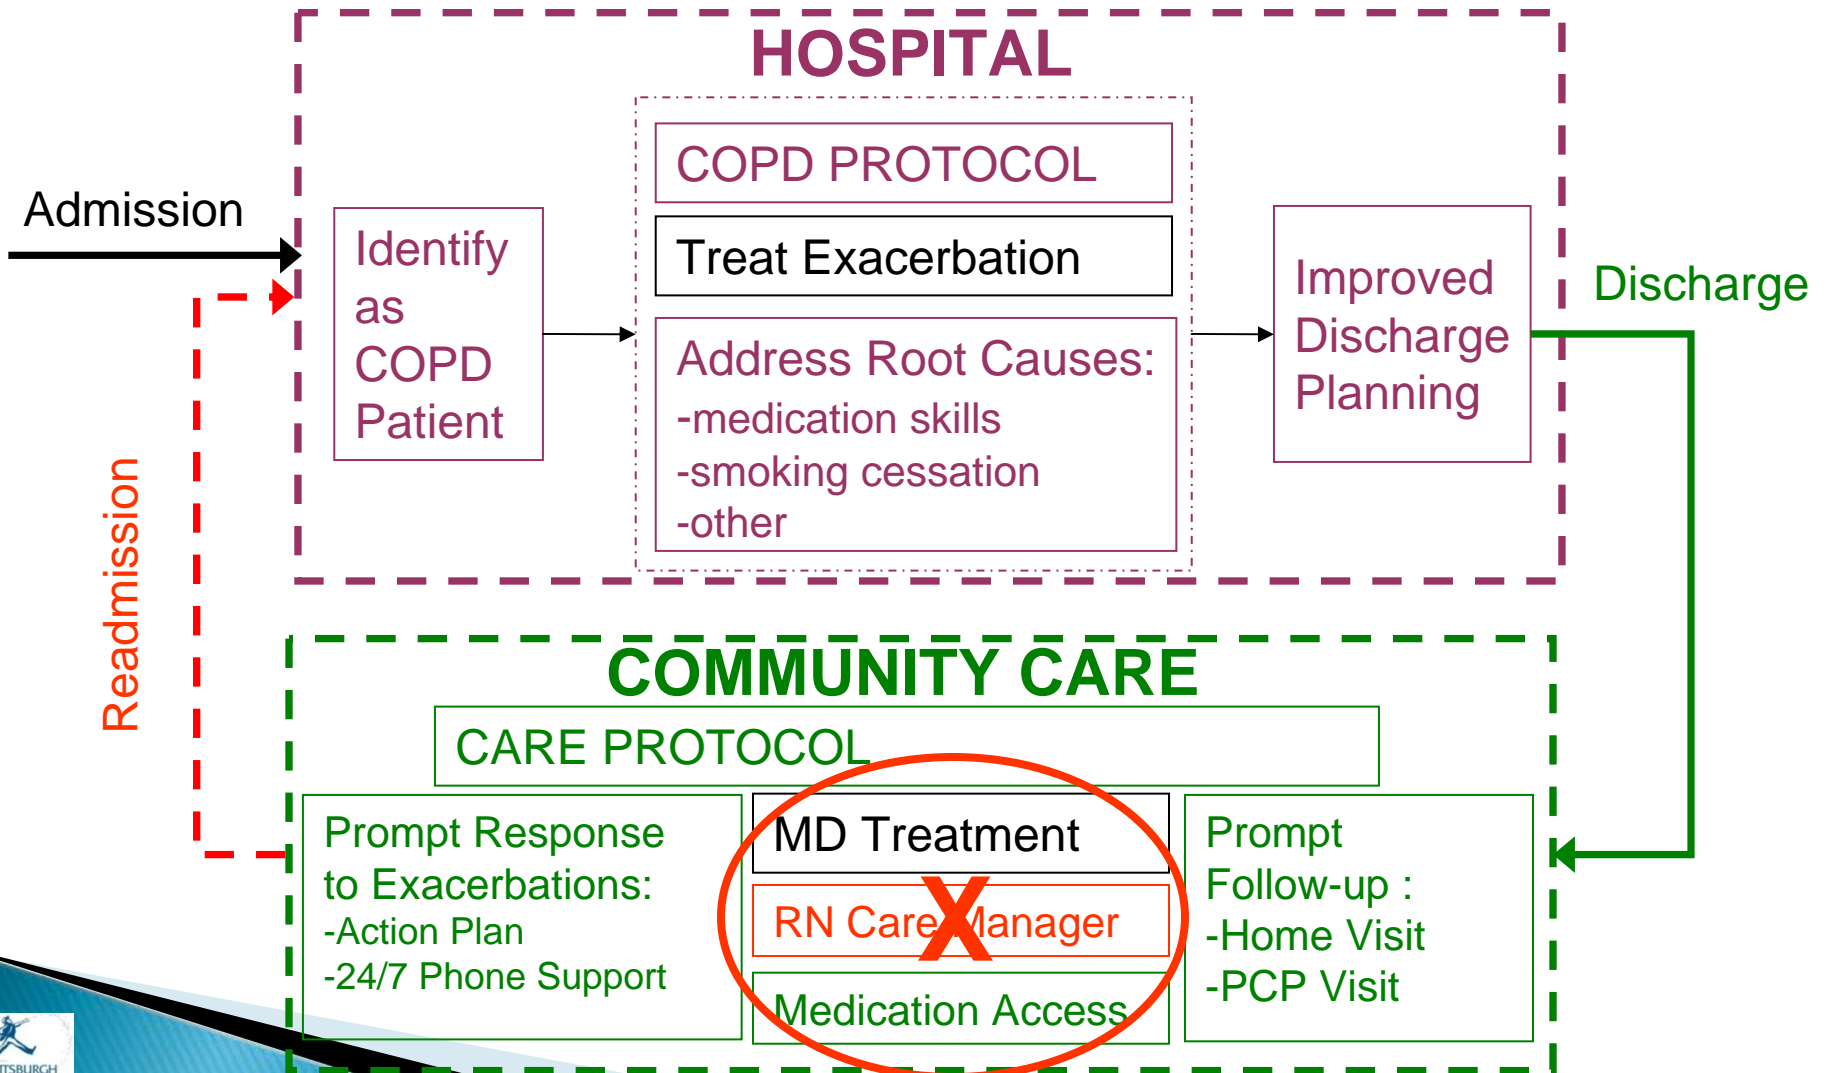 HOSPITAL
Admission
Identify
as
COPD
Patient
COPD PROTOCOL
Treat Exacerbation
Address Root Causes:
-medication skills
-smoking cessation
-other
Improved
Discharge
Planning
Discharge
Readmission
COMMUNITY CARE
CARE PROTOCOL
Prompt Response
to Exacerbations:
-Action Plan
-24/7 Phone Support
MD Treatment
RN Care Manager
X
Medication Access
Prompt
Follow-up :
-Home Visit
-PCP Visit